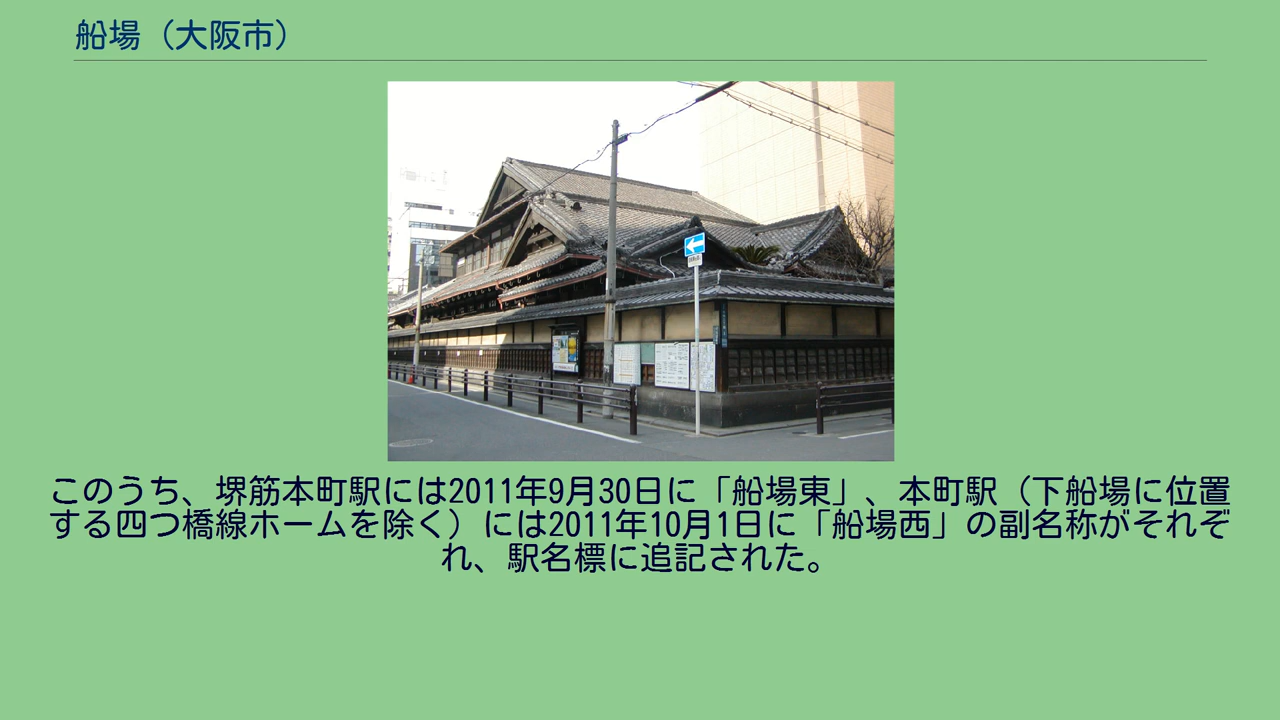 船場（大阪市）
このうち、堺筋本町駅には2011年9月30日に「船場東」、本町駅（下船場に位置
する四つ橋線ホームを除く）には2011年10月1日に「船場西」の副名称がそれぞ
れ、駅名標に追記された。